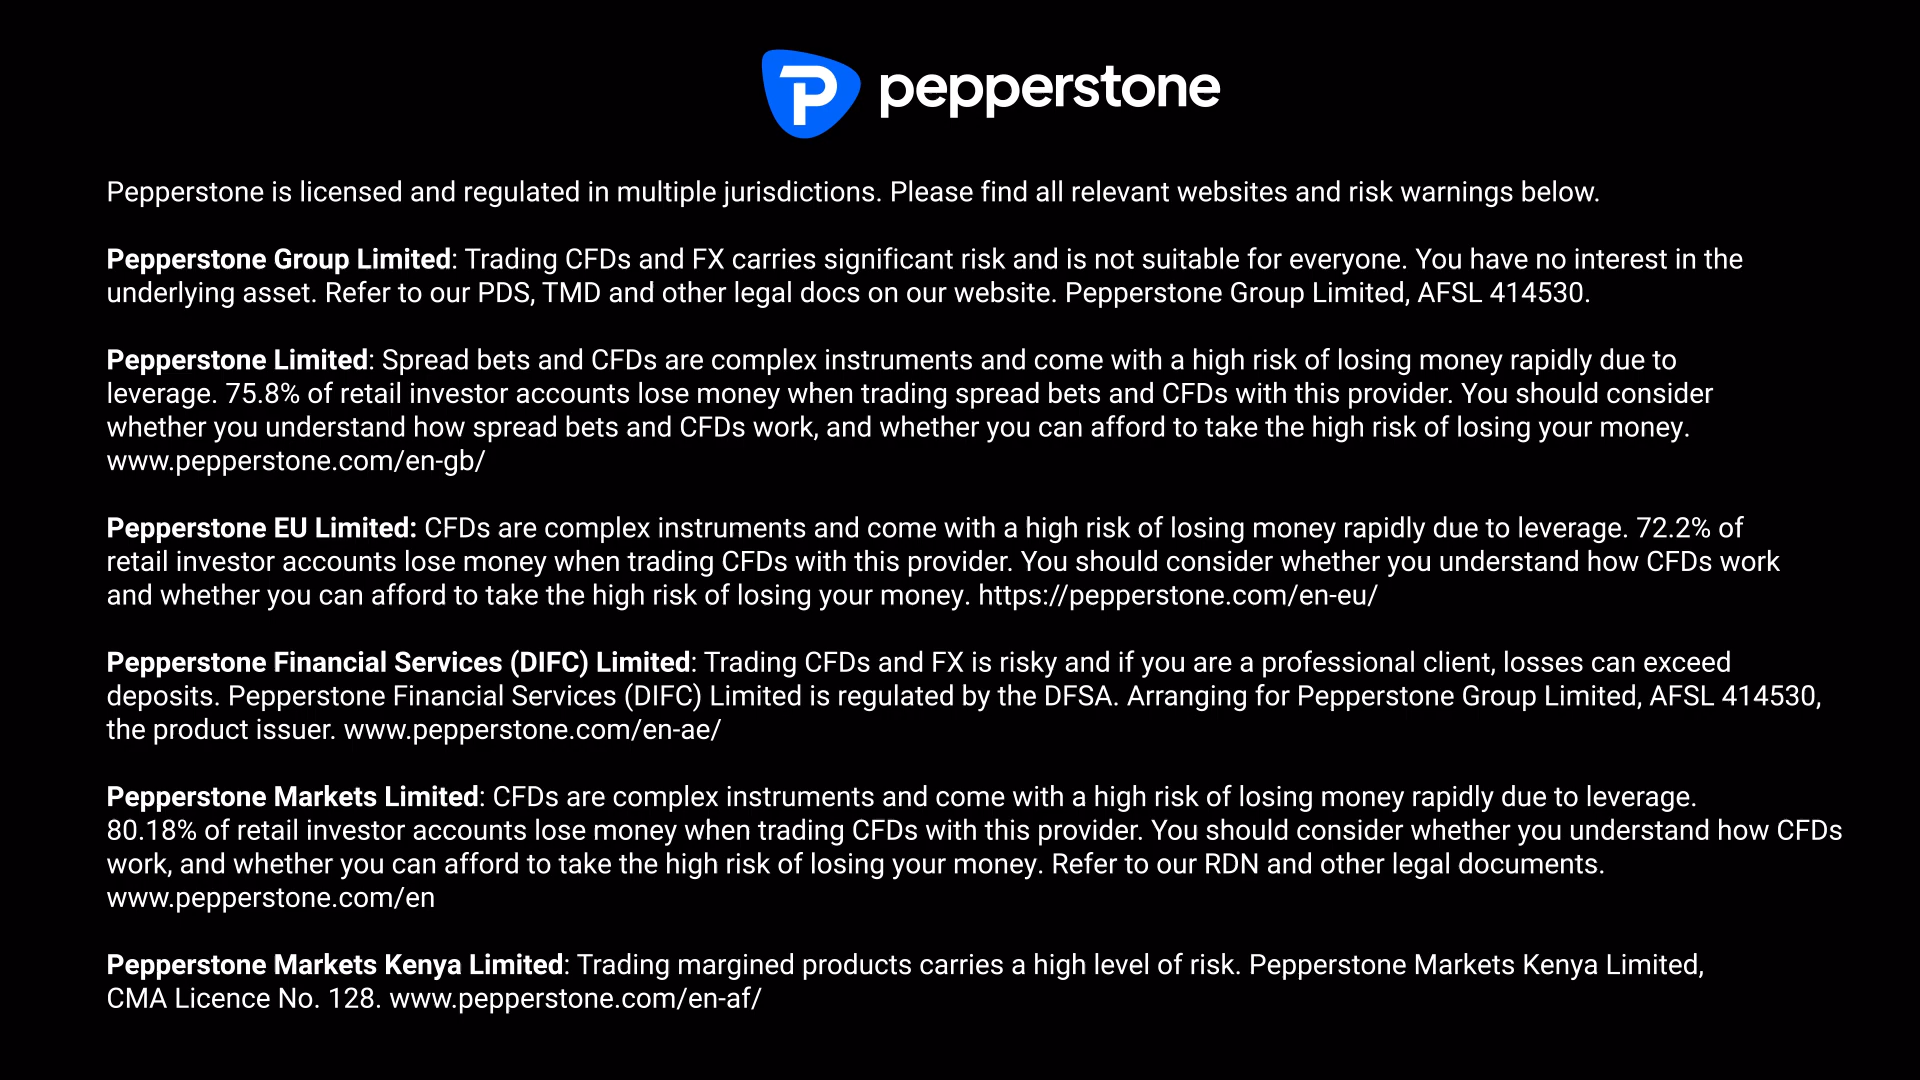 pepperstone
Pepperstone is licensed and regulated in multiple jurisdictions. Please find all relevant websites and risk warnings below.
Pepperstone Group Limited: Trading CFDs and FX carries significant risk and is not suitable for everyone. You have no interest in the
underlying asset. Refer to our PDS, TMD and other legal docs on our website. Pepperstone Group Limited, AFSL 414530.
Pepperstone Limited: Spread bets and CFDs are complex instruments and come with a high risk of losing money rapidly due to
leverage. 75.8% of retail investor accounts lose money when trading spread bets and CFDs with this provider. You should consider
whether you understand how spread bets and CFDs work, and whether you can afford to take the high risk of losing your money.
www.pepperstone.com/en-gb/
Pepperstone EU Limited: CFDs are complex instruments and come with a high risk of losing money rapidly due to leverage. 72.2% of
retail investor accounts lose money when trading CFDs with this provider. You should consider whether you understand how CFDs work
and whether you can afford to take the high risk of losing your money. https://pepperstone.com/en-eu/
Pepperstone Financial Services (DIFC) Limited: Trading CFDs and FX is risky and if you are a professional client, losses can exceed
deposits. Pepperstone Financial Services (DIFC) Limited is regulated by the DFSA. Arranging for Pepperstone Group Limited, AFSL 414530,
the product issuer. www.pepperstone.com/en-ae/
Pepperstone Markets Limited: CFDs are complex instruments and come with a high risk of losing money rapidly due to leverage.
80.18% of retail investor accounts lose money when trading CFDs with this provider. You should consider whether you understand how CFDs
work, and whether you can afford to take the high risk of losing your money. Refer to our RDN and other legal documents.
www.pepperstone.com/en
Pepperstone Markets Kenya Limited: Trading margined products carries a high level of risk. Pepperstone Markets Kenya Limited,
CMA Licence No. 128. www.pepperstone.com/en-af/